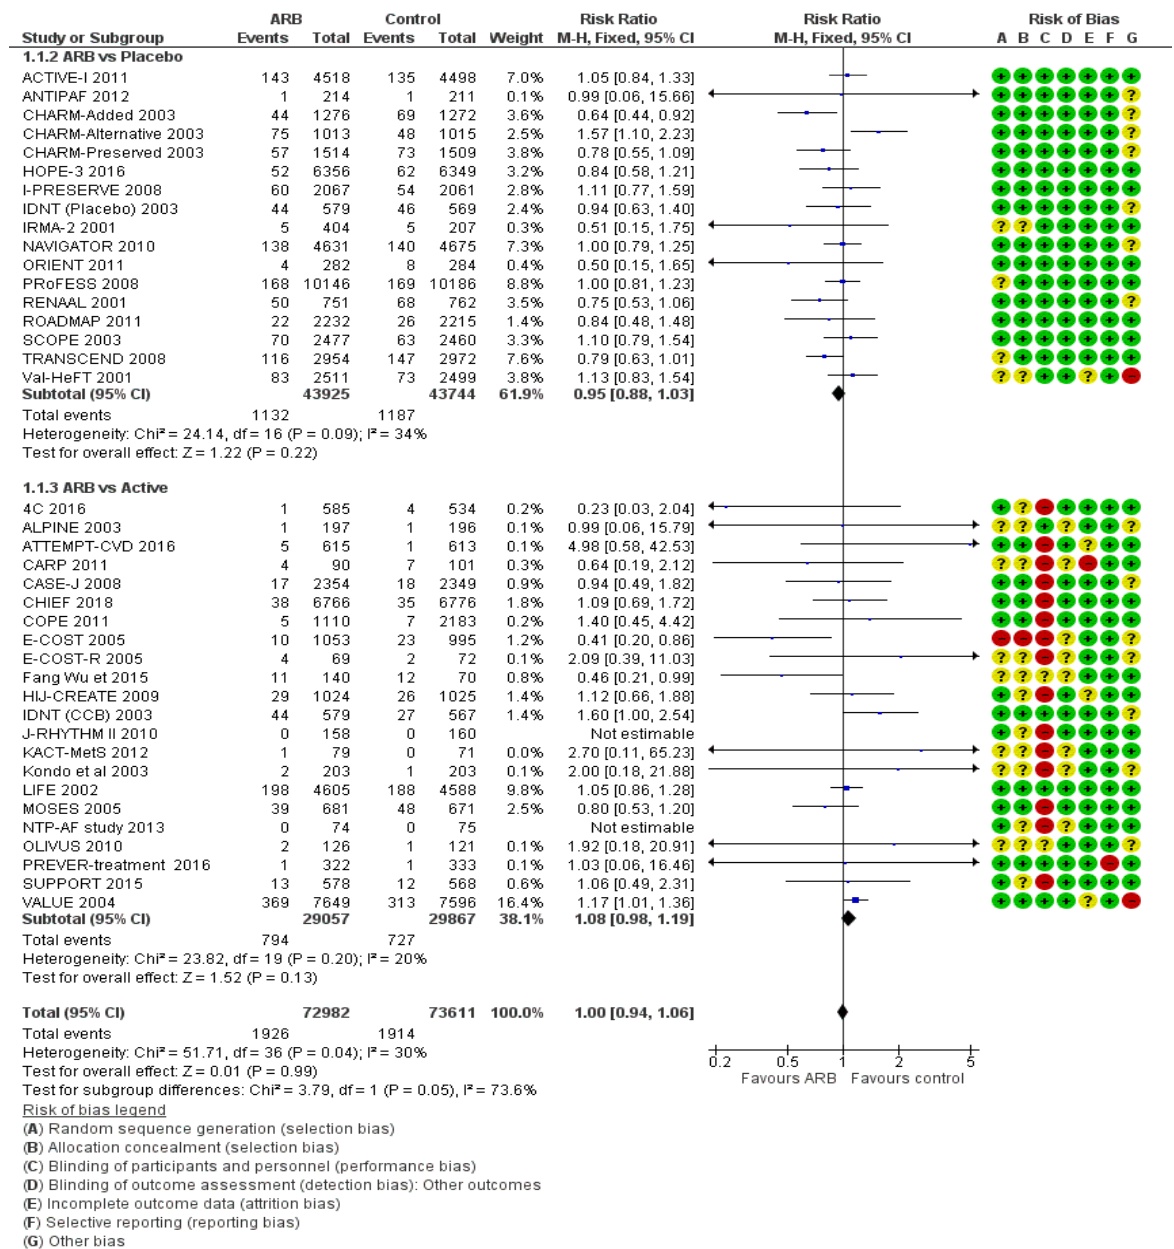 ARB Control Risk Ratio Risk Ratio Risk of Bias
Study or Subgroup Events Total Events Total Weight M-H, Fixed, 95% CI M-H, Fixed, 95% CI A B C D E F G
1.1.2 ARB vs Placebo
ACTIVE-I 2011 143 4518 135 4498 7.0% 1.05 [0.84, 1.33] + + + + + + +
ANTIPAF 2012 1 214 1 211 0.1% 0.99 [0.06, 15.66] + + + + + + ?
CHARM-Added 2003 44 1276 69 1272 3.6% 0.64 [0.44, 0.92] + + + + + + ?
CHARM-Alternative 2003 75 1013 48 1015 2.5% 1.57 [1.10, 2.23] + + + + + + ?
CHARM-Preserved 2003 57 1514 73 1509 3.8% 0.78 [0.55, 1.09] + + + + + + ?
HOPE-3 2016 52 6356 62 6349 3.2% 0.84 [0.58, 1.21] + + + + + + +
I-PRESERVE 2008 60 2067 54 2061 2.8% 1.11 [0.77, 1.59] + + + + + + +
IDNT (Placebo) 2003 44 579 46 569 2.4% 0.94 [0.63, 1.40] + + + + + + ?
IRMA-2 2001 5 404 5 207 0.3% 0.51 [0.15, 1.75] ? ? + + + + +
NAVIGATOR 2010 138 4631 140 4675 7.3% 1.00 [0.79, 1.25] + + + + + + ?
ORIENT 2011 4 282 8 284 0.4% 0.50 [0.15, 1.65] + + + + + + +
PRoFESS 2008 168 10146 169 10186 8.8% 1.00 [0.81, 1.23] ? + + + + + +
RENAAL 2001 50 751 68 762 3.5% 0.75 [0.53, 1.06] + + + + + + ?
ROADMAP 2011 22 2232 26 2215 1.4% 0.84 [0.48, 1.48] + + + + + + +
SCOPE 2003 70 2477 63 2460 3.3% 1.10 [0.79, 1.54] + + + + + + +
TRANSCEND 2008 116 2954 147 2972 7.6% 0.79 [0.63, 1.01] ? + + + + + +
Val-HeFT 2001 83 2511 73 2499 3.8% 1.13 [0.83, 1.54] ? ? + + ? + -
Subtotal (95% CI) 43925 43744 61.9% 0.95 [0.88, 1.03]
Total events 1132 1187
Heterogeneity: Chi² = 24.14, df = 16 (P = 0.09); I² = 34%
Test for overall effect: Z = 1.22 (P = 0.22)
1.1.3 ARB vs Active
4C 2016 1 585 4 534 0.2% 0.23 [0.03, 2.04] + ? - + + + +
ALPINE 2003 1 197 1 196 0.1% 0.99 [0.06, 15.79] ? ? + ? + + ?
ATTEMPT-CVD 2016 5 615 1 613 0.1% 4.98 [0.58, 42.53] + + - + ? + +
CARP 2011 4 90 7 101 0.3% 0.64 [0.19, 2.12] ? ? - ? - + +
CASE-J 2008 17 2354 18 2349 0.9% 0.94 [0.49, 1.82] + + - + + + ?
CHIEF 2018 38 6766 35 6776 1.8% 1.09 [0.69, 1.72] + + - + + + +
COPE 2011 5 1110 7 2183 0.2% 1.40 [0.45, 4.42] + + - + + + +
E-COST 2005 10 1053 23 995 1.2% 0.41 [0.20, 0.86] - - - ? + + ?
E-COST-R 2005 4 69 2 72 0.1% 2.09 [0.39, 11.03] ? ? - ? + + ?
Fang Wu et 2015 11 140 12 70 0.8% 0.46 [0.21, 0.99] ? ? ? ? + + +
HIJ-CREATE 2009 29 1024 26 1025 1.4% 1.12 [0.66, 1.88] + ? - + ? + +
IDNT (CCB) 2003 44 579 27 567 1.4% 1.60 [1.00, 2.54] + + + + + + ?
J-RHYTHM II 2010 0 158 0 160 Not estimable + ? - + + + +
KACT-MetS 2012 1 79 0 71 0.0% 2.70 [0.11, 65.23] ? ? - ? + + +
Kondo et al 2003 2 203 1 203 0.1% 2.00 [0.18, 21.88] ? ? - ? + + ?
LIFE 2002 198 4605 188 4588 9.8% 1.05 [0.86, 1.28] + + + + + + +
MOSES 2005 39 681 48 671 2.5% 0.80 [0.53, 1.20] + + - + + + +
NTP-AF study 2013 0 74 0 75 Not estimable + ? - ? + + +
OLIVUS 2010 2 126 1 121 0.1% 1.92 [0.18, 20.91] ? ? ? + + + ?
PREVER-treatment 2016 1 322 1 333 0.1% 1.03 [0.06, 16.46] + + + + + - +
SUPPORT 2015 13 578 12 568 0.6% 1.06 [0.49, 2.31] + ? - + + + +
VALUE 2004 369 7649 313 7596 16.4% 1.17 [1.01, 1.36] + + + + ? + -
Subtotal (95% CI) 29057 29867 38.1% 1.08 [0.98, 1.19]
Total events 794 727
Heterogeneity: Chi² = 23.82, df = 19 (P = 0.20); I² = 20%
Test for overall effect: Z = 1.52 (P = 0.13)
Total (95% CI) 72982 73611 100.0% 1.00 [0.94, 1.06]
Total events 1926 1914
Heterogeneity: Chi² = 51.71, df = 36 (P = 0.04); I² = 30%
Test for overall effect: Z = 0.01 (P = 0.99)
Test for subgroup differences: Chi² = 3.79, df = 1 (P = 0.05), I² = 73.6%
0.2 0.5 1 2 5
Favours ARB Favours control
Risk of bias legend
(A) Random sequence generation (selection bias)
(B) Allocation concealment (selection bias)
(C) Blinding of participants and personnel (performance bias)
(D) Blinding of outcome assessment (detection bias): Other outcomes
(E) Incomplete outcome data (attrition bias)
(F) Selective reporting (reporting bias)
(G) Other bias